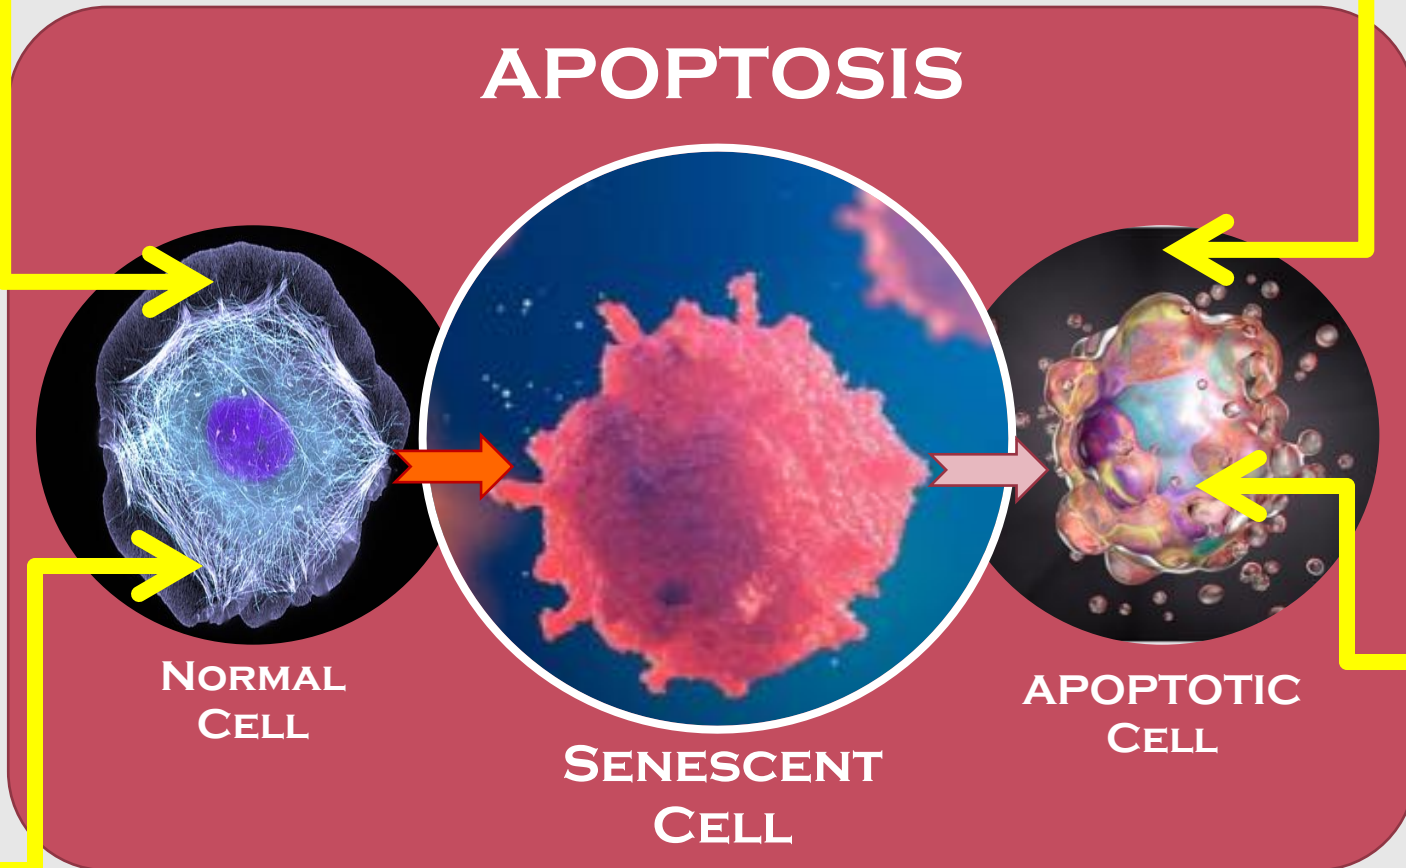 APOPTOSIS
NORMAL
CELL
SENESCENT
CELL
APOPTOTIC
CELL